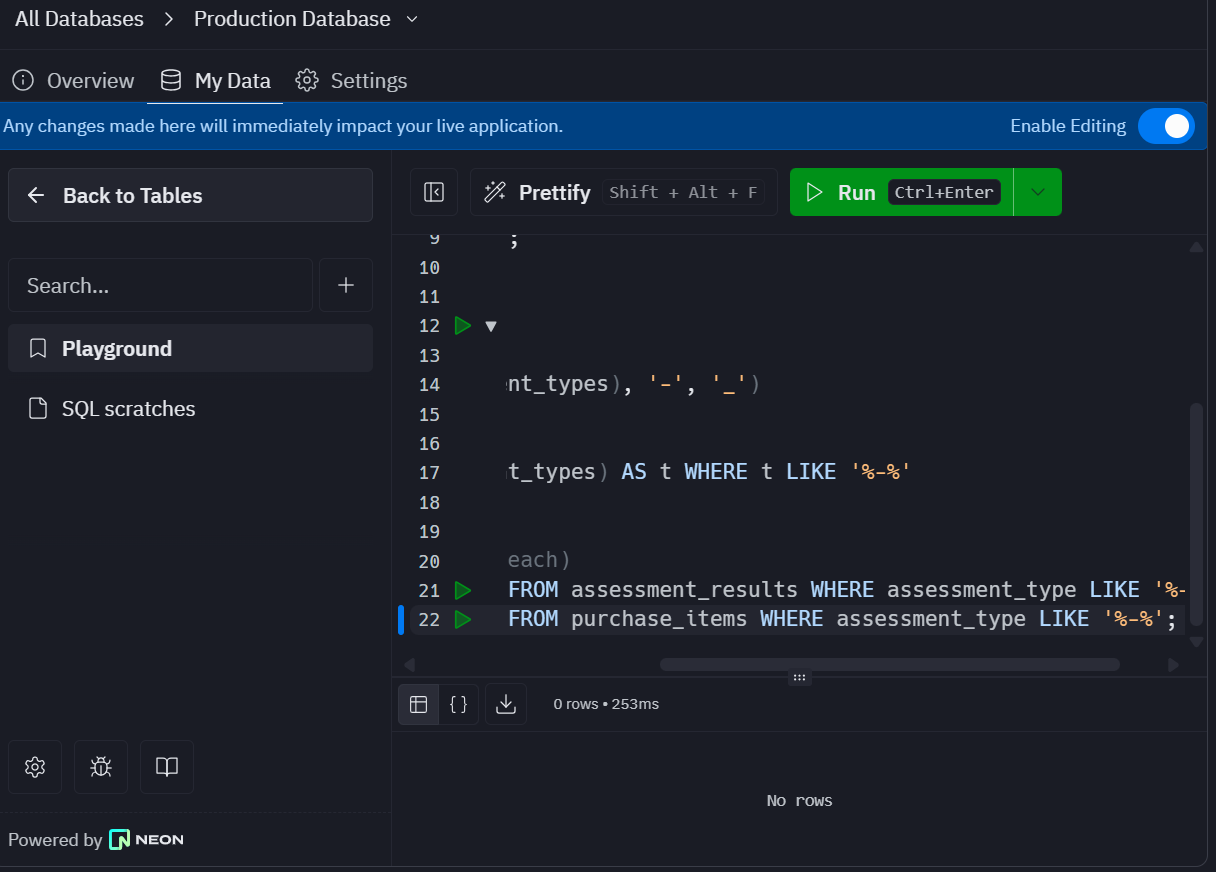 All Databases > Production Database
Overview My Data Settings
Any changes made here will immediately impact your live application. Enable Editing
Back to Tables
Search...
Playground
SQL scratches
Powered by NEON
Prettify Shift + Alt + F Run Ctrl+Enter
9 ;
10
11
12
13
14 nt_types), '-', '_')
15
16
17 t_types) AS t WHERE t LIKE '%-%'
18
19
20 each)
21 FROM assessment_results WHERE assessment_type LIKE '%-
22 FROM purchase_items WHERE assessment_type LIKE '%-%';
{} 0 rows • 253ms
No rows